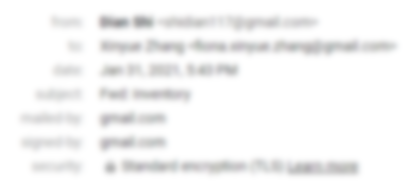 from: Dian Shi <shidian117@gmail.com>
to: Xinyue Zhang <fiona.xinyue.zhang@gmail.com>
date: Jan 31, 2021, 5:43 PM
subject: Fwd: Inventory
mailed-by: gmail.com
signed-by: gmail.com
security: Standard encryption (TLS) Learn more